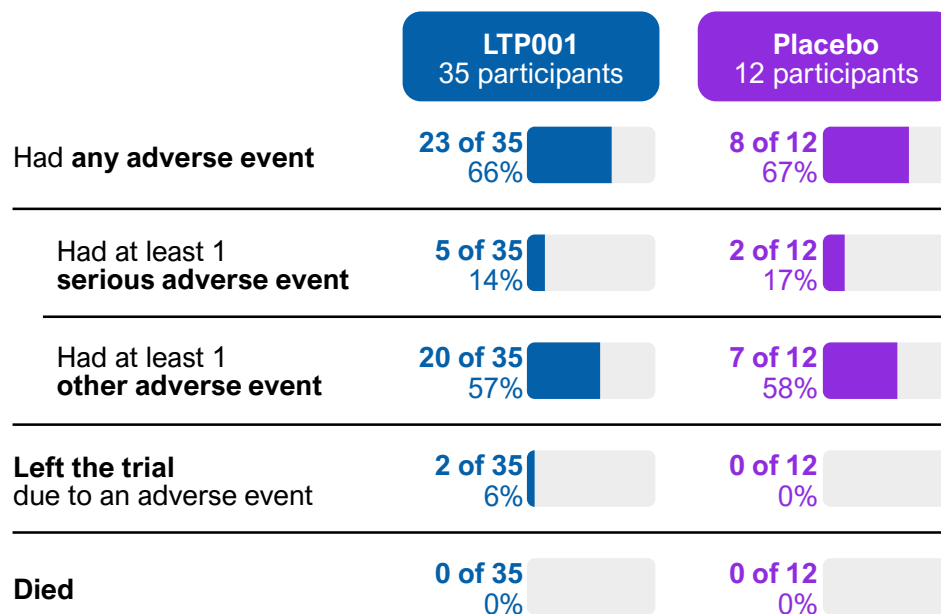 LTP001
35 participants
Placebo
12 participants
Had any adverse event
23 of 35
66%
8 of 12
67%
Had at least 1
serious adverse event
5 of 35
14%
2 of 12
17%
Had at least 1
other adverse event
20 of 35
57%
7 of 12
58%
Left the trial
due to an adverse event
2 of 35
6%
0 of 12
0%
Died
0 of 35
0%
0 of 12
0%